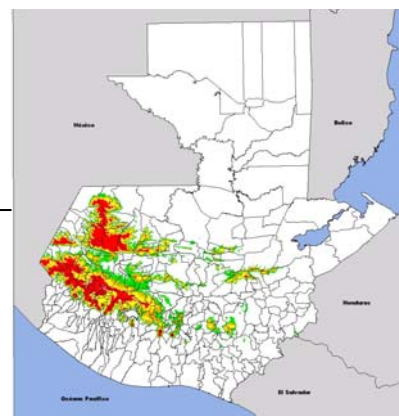 México
Belice
Honduras
El Salvador
Océano Pacífico